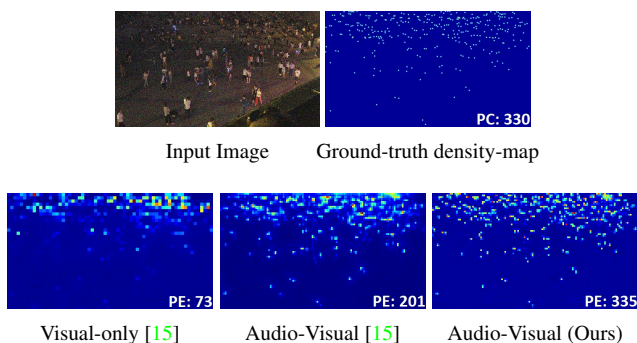 PC: 330
Input Image
Ground-truth density-map
PE: 73
PE: 201
PE: 335
Visual-only [15]
Audio-Visual [15]
Audio-Visual (Ours)